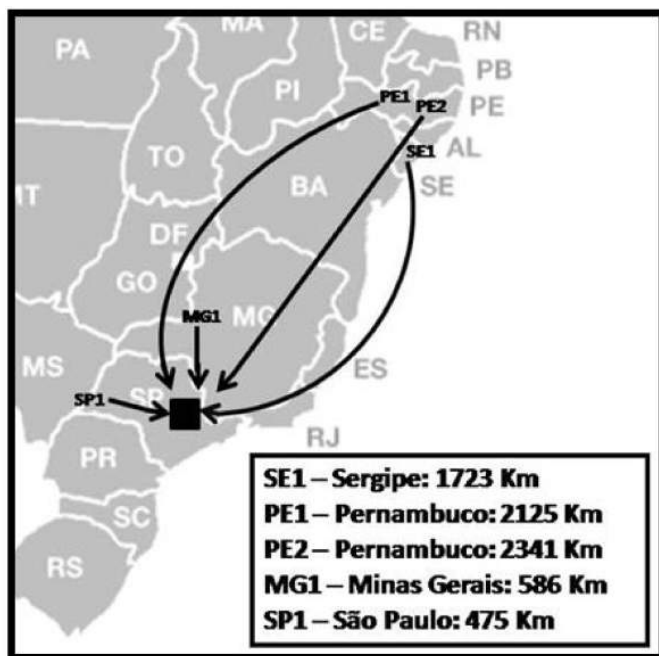 MA
CE
RN
PA
PB
PI
PE1
PE2
PE
TO
SE1
AL
BA
SE
MT
DF
GO
MG1
MG
MS
ES
SP1
SP
RJ
PR
SC
RS
SE1 – Sergipe: 1723 Km
PE1 – Pernambuco: 2125 Km
PE2 – Pernambuco: 2341 Km
MG1 – Minas Gerais: 586 Km
SP1 – São Paulo: 475 Km